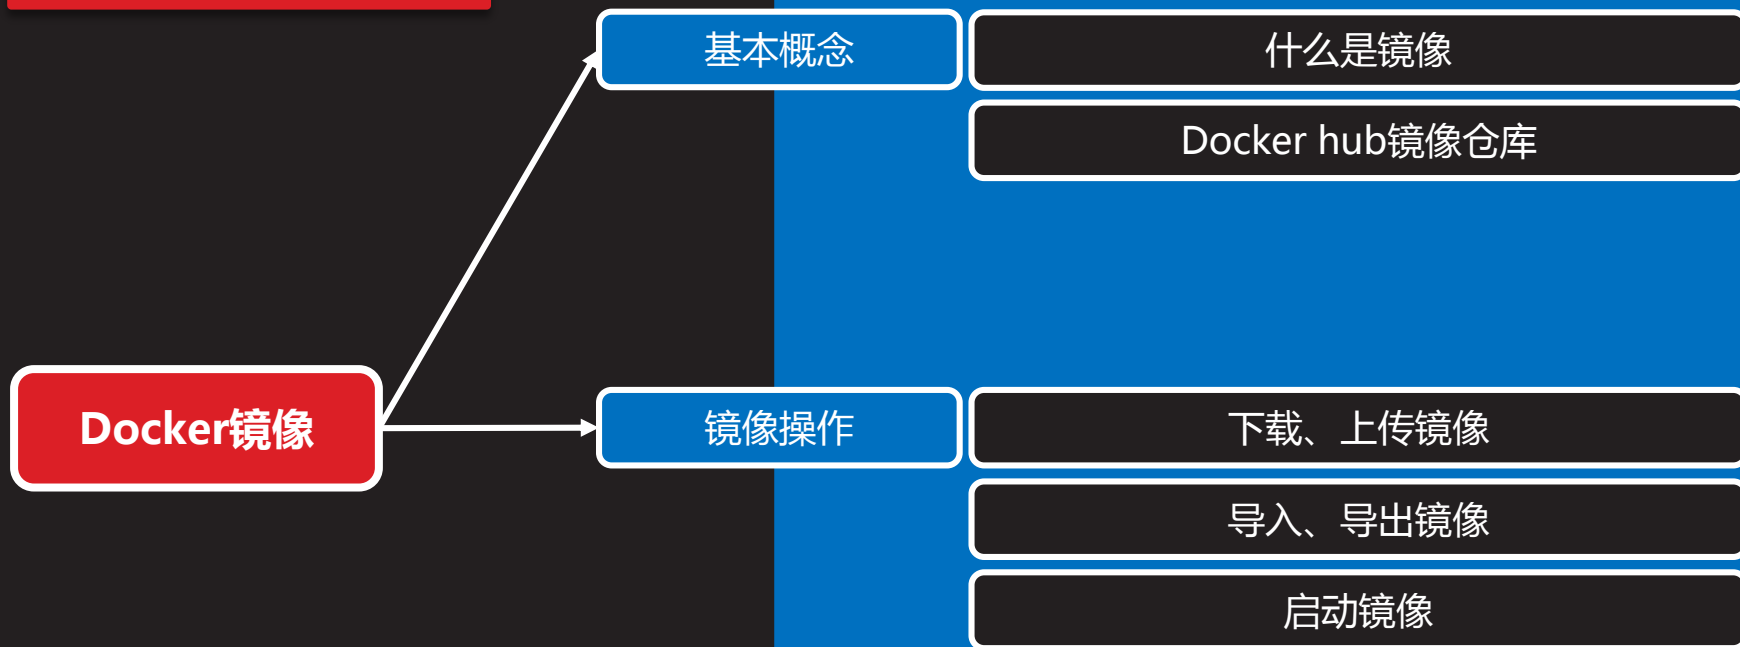 基本概念
什么是镜像
Docker hub镜像仓库
Docker镜像
镜像操作
下载、上传镜像
导入、导出镜像
启动镜像